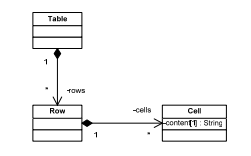 Table
1
*
-rows
Row
1
-cells
*
Cell
-content[1] : String